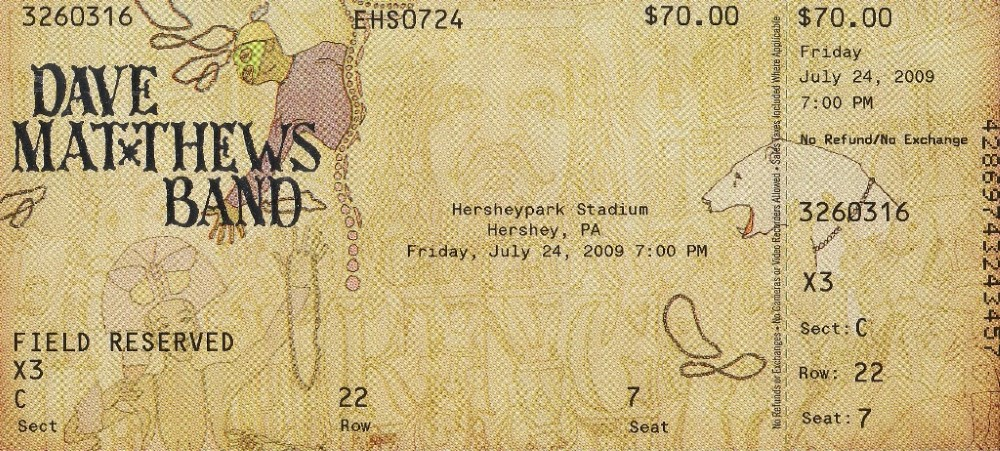 3260316
EHS0724
$70.00
DAVE
MATTHEWS
BAND
Hersheypark Stadium
Hershey, PA
Friday, July 24, 2009 7:00 PM
FIELD RESERVED
X3
C
22
7
Sect
Row
Seat
No Refunds or Exchanges • No Cameras or Video Recorders Allowed • Sales Taxes Included Where Applicable
$70.00
Friday
July 24, 2009
7:00 PM
No Refund/No Exchange
3260316
X3
Sect: C
Row: 22
Seat: 7